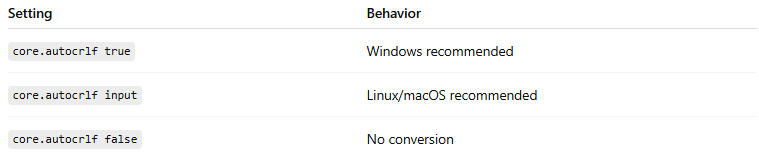 Setting Behavior
core.autocrlf true Windows recommended
core.autocrlf input Linux/macOS recommended
core.autocrlf false No conversion